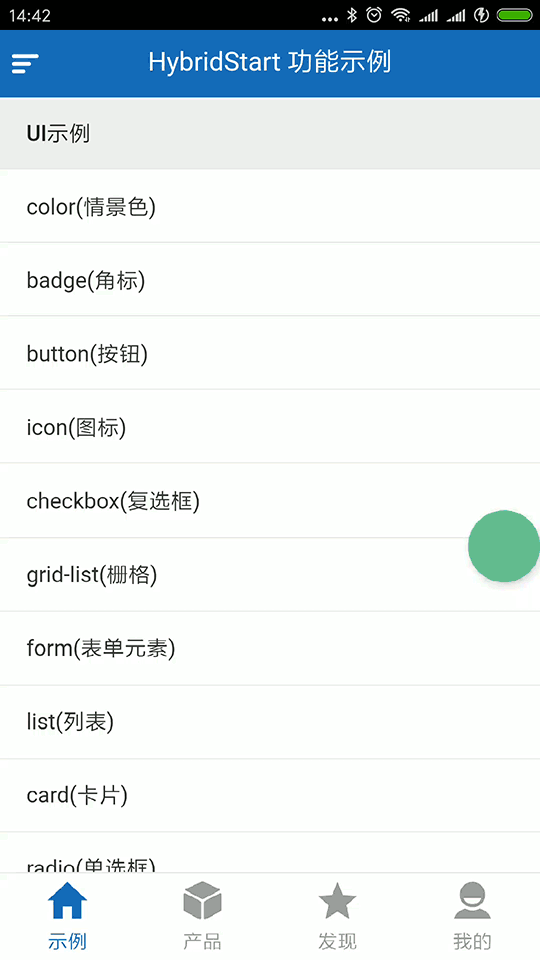 14:42
HybridStart 功能示例
UI示例
color(情景色)
badge(角标)
button(按钮)
icon(图标)
checkbox(复选框)
grid-list(栅格)
form(表单元素)
list(列表)
card(卡片)
radio(单选框)
示例
产品
发现
我的